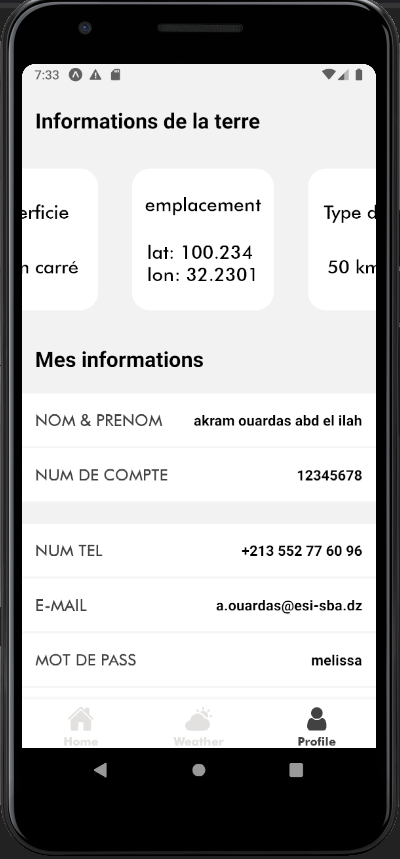 7:33
Informations de la terre
erficie
emplacement
Type d
lat: 100.234
n carré
50 km
lon: 32.2301
Mes informations
NOM & PRENOM akram ouardas abd el ilah
NUM DE COMPTE 12345678
NUM TEL +213 552 77 60 96
E-MAIL a.ouardas@esi-sba.dz
MOT DE PASS melissa
Home Weather Profile